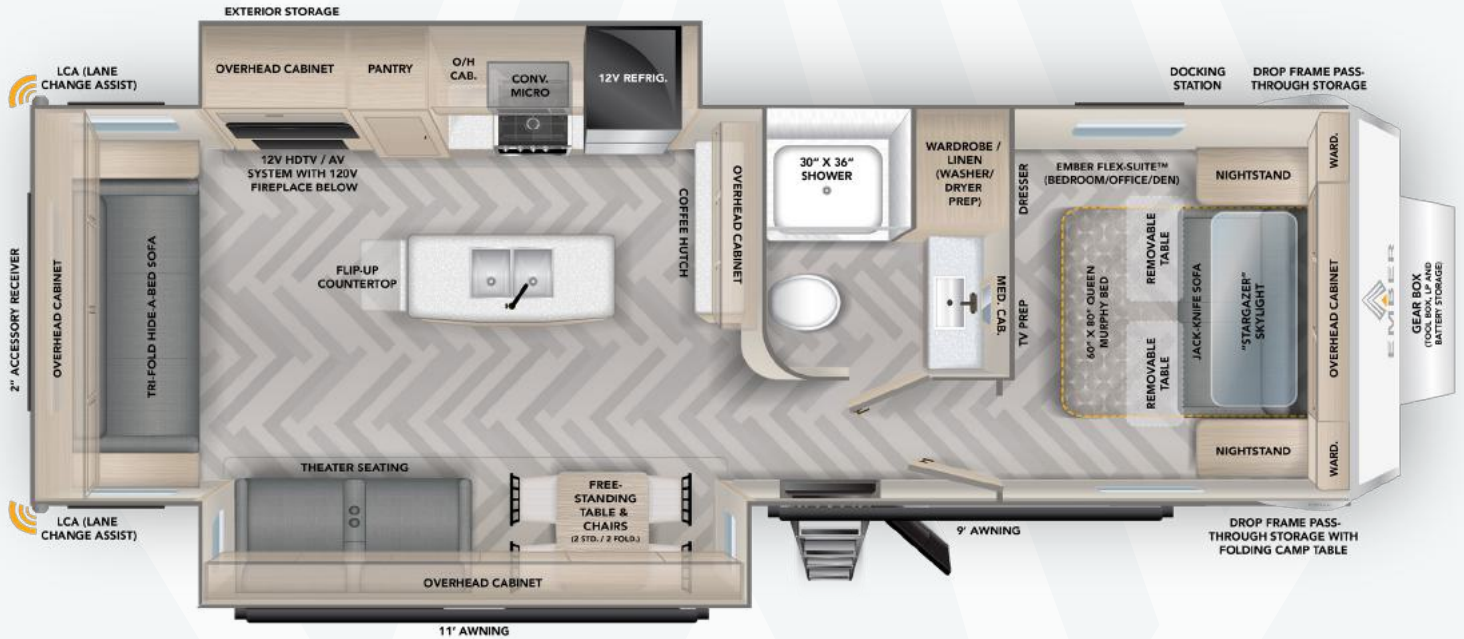 EXTERIOR STORAGE
LCA (LANE
CHANGE ASSIST)
OVERHEAD CABINET
PANTRY
O/H
CAB.
CONV.
MICRO
12V REFRIG.
DOCKING
STATION
DROP FRAME PASS-
THROUGH STORAGE
12V HDTV / AV
SYSTEM WITH 120V
FIREPLACE BELOW
30" X 36"
SHOWER
WARDROBE /
LINEN
(WASHER/
DRYER
PREP)
DRESSER
EMBER FLEX-SUITE™
(BEDROOM/OFFICE/DEN)
NIGHTSTAND
WARD.
2" ACCESSORY RECEIVER
OVERHEAD CABINET
TRI-FOLD HIDE-A-BED SOFA
FLIP-UP
COUNTERTOP
COFFEE HUTCH
OVERHEAD CABINET
MED. CAB.
TV PREP
60" X 80" QUEEN
MURPHY BED
REMOVABLE
TABLE
REMOVABLE
TABLE
JACK-KNIFE SOFA
"STARGAZER"
SKYLIGHT
OVERHEAD CABINET
EMBER
GEAR BOX
(TOOL BOX, LP AND
BATTERY STORAGE)
THEATER SEATING
FREE-
STANDING
TABLE &
CHAIRS
(2 STD. / 2 FOLD.)
NIGHTSTAND
WARD.
LCA (LANE
CHANGE ASSIST)
9' AWNING
DROP FRAME PASS-
THROUGH STORAGE WITH
FOLDING CAMP TABLE
OVERHEAD CABINET
11' AWNING